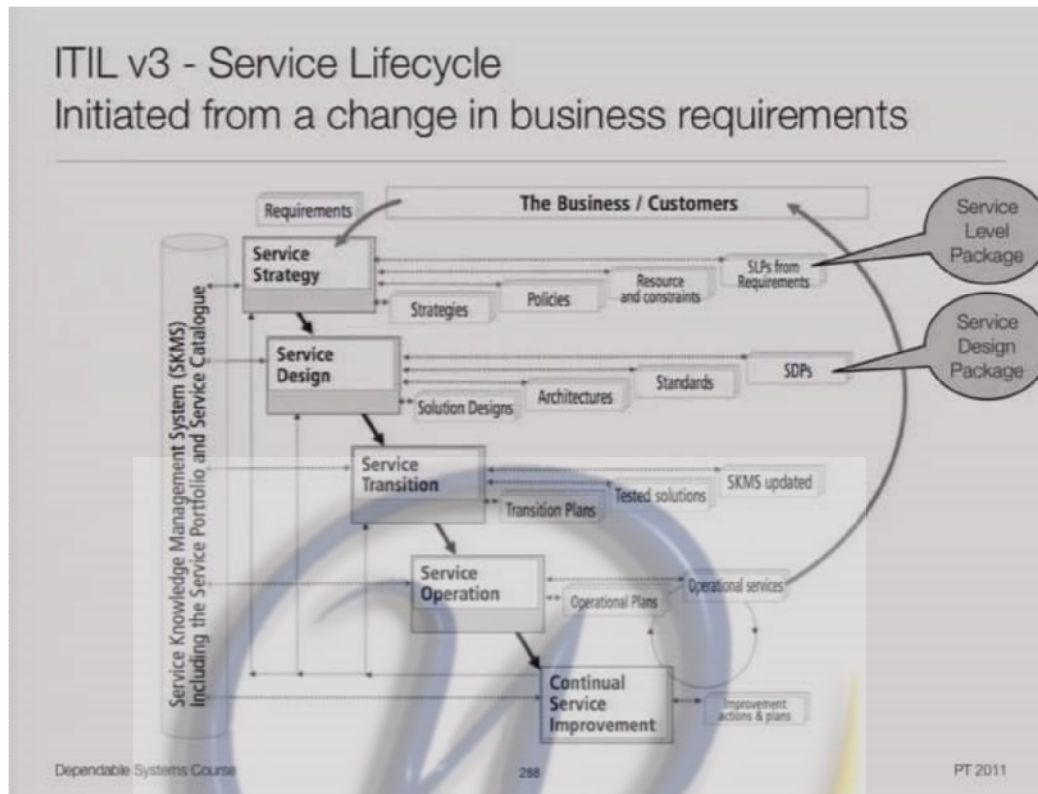 ITIL v3 - Service Lifecycle
Initiated from a change in business requirements
Requirements
The Business / Customers
Service
Level
Package
Service
Strategy
Strategies
Policies
Resource
and constraints
SLPs from
Requirements
Service
Design
Package
Service
Design
Solution Designs
Architectures
Standards
SDPs
Service Knowledge Management System (SKMS)
Including the Service Portfolio and Service Catalogue
Service
Transition
Transition Plans
Tested solutions
SKMS updated
Service
Operation
Operational Plans
Operational services
Continual
Service
Improvement
Improvement
actions & plans
Dependable Systems Course
288
PT 2011